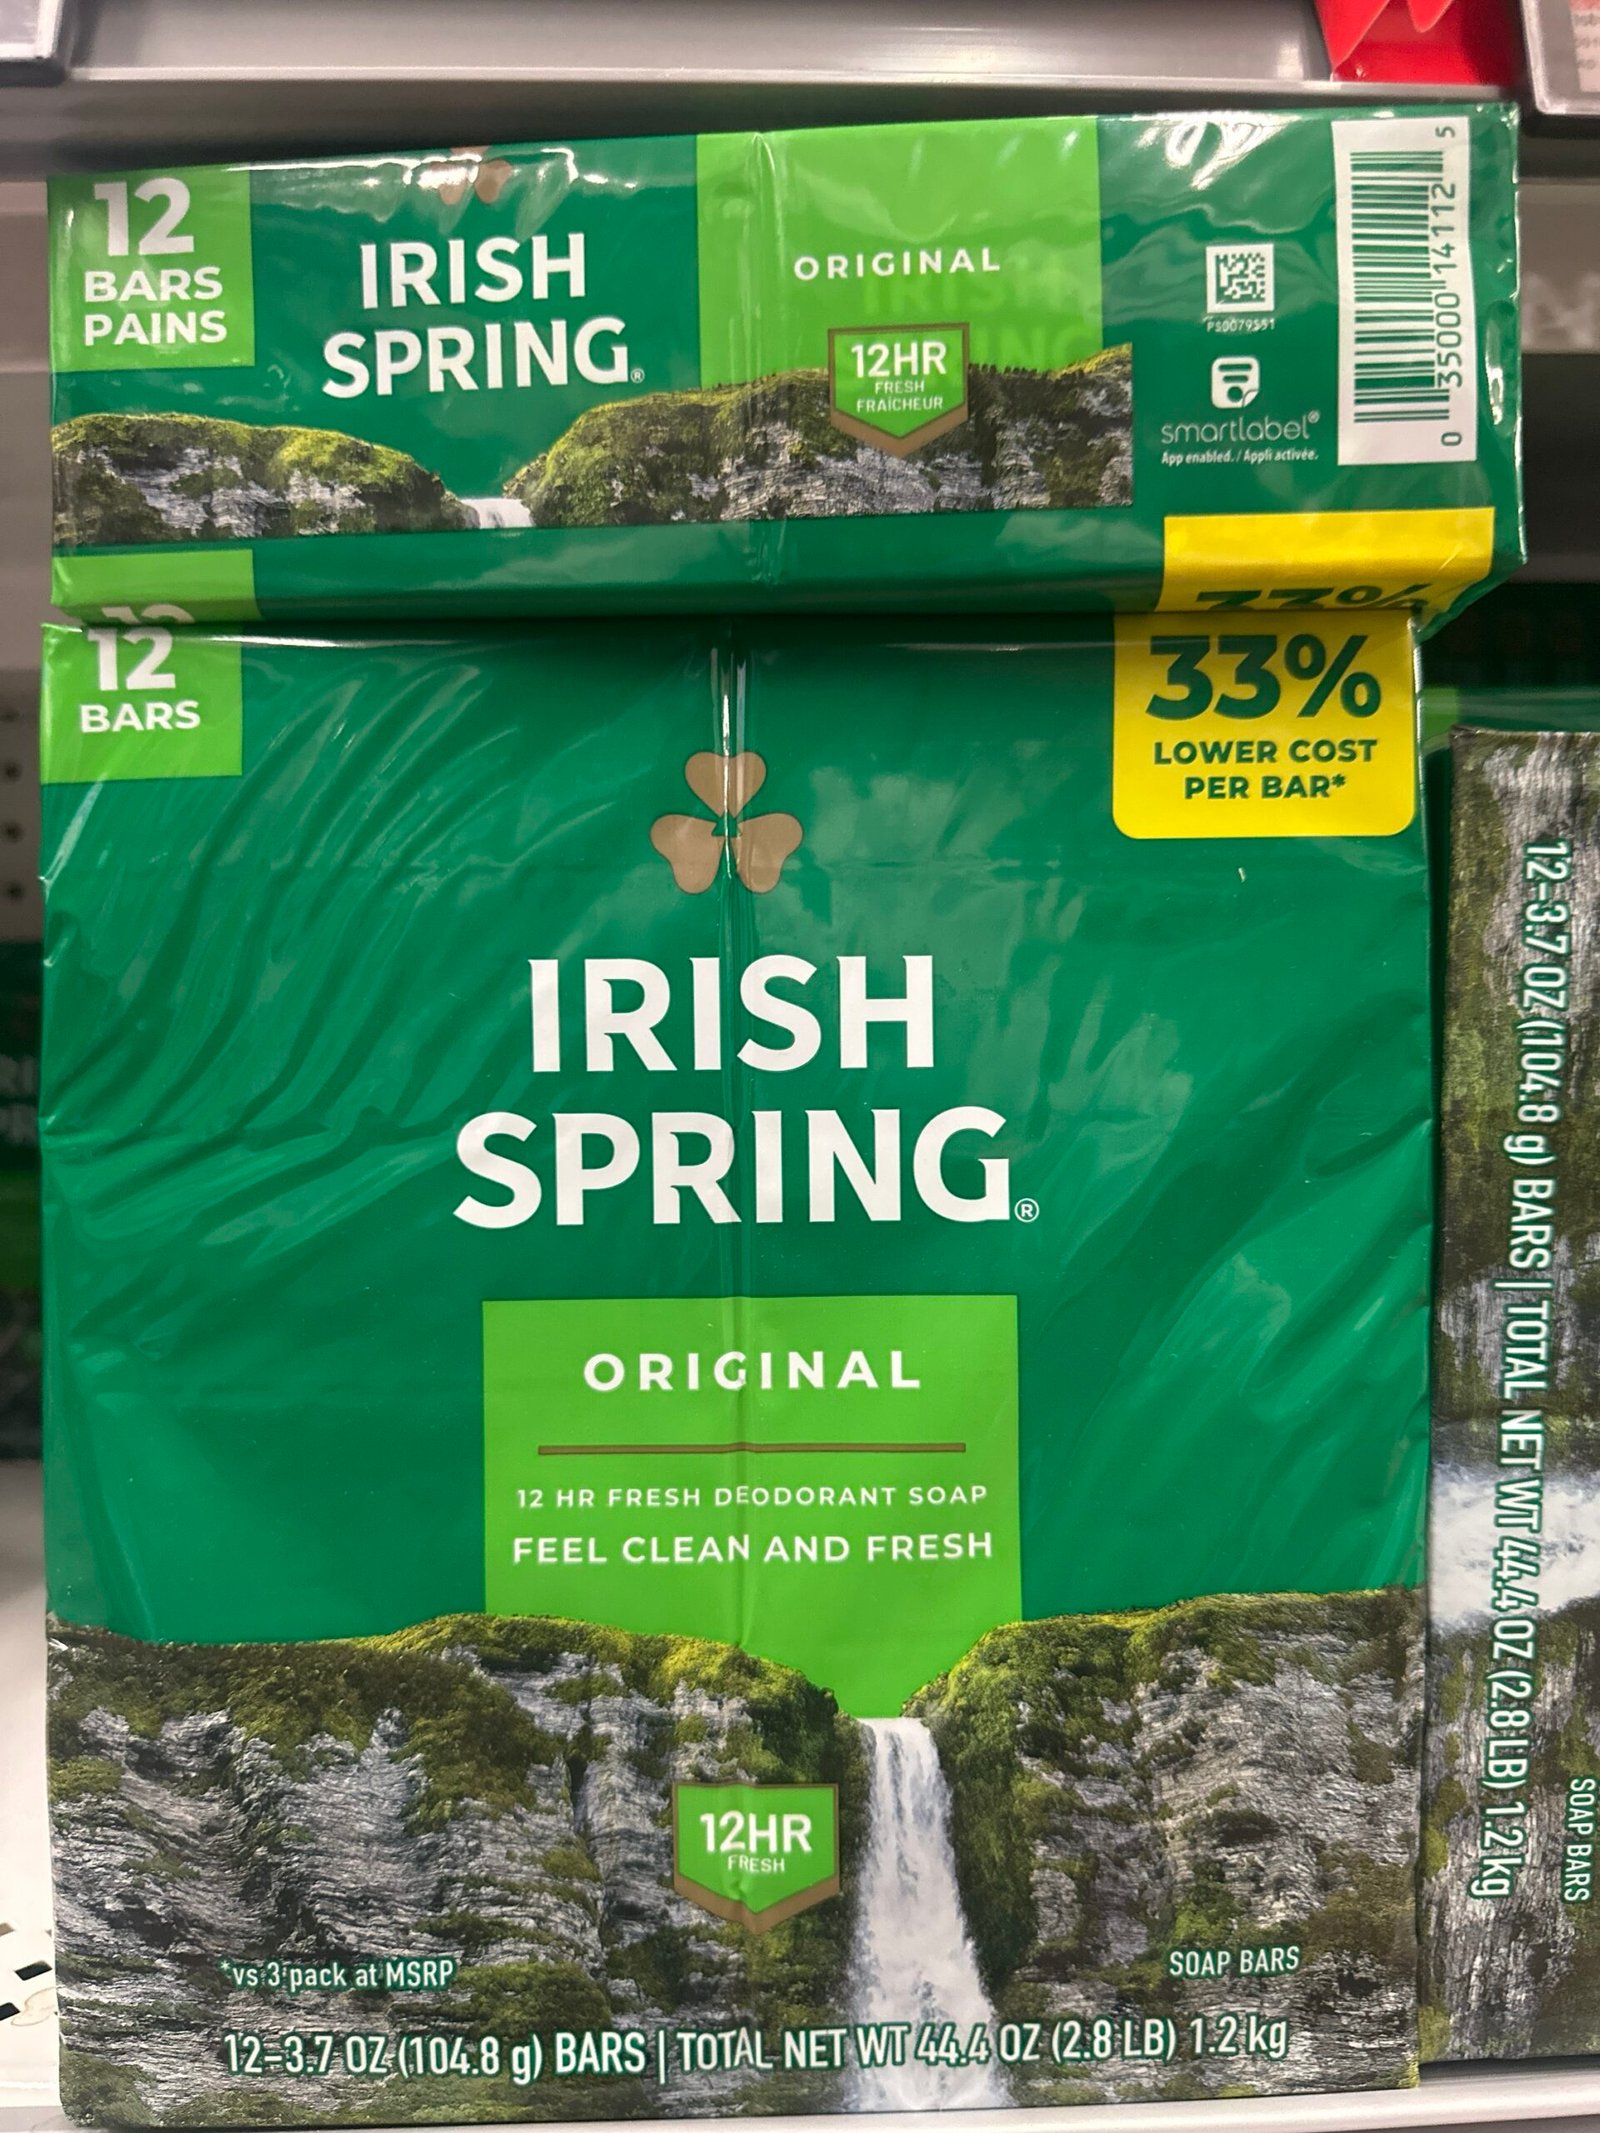 12
BARS
PAINS
IRISH
SPRING®
ORIGINAL
12HR
FRESH
FRAÎCHEUR
PS0079551
smartlabel®
App enabled. / Appli activée.
0 35000 14112 5
33%
12
BARS
33%
LOWER COST
PER BAR*
IRISH
SPRING®
ORIGINAL
12 HR FRESH DEODORANT SOAP
FEEL CLEAN AND FRESH
12HR
FRESH
*vs 3 pack at MSRP
SOAP BARS
12-3.7 OZ (104.8 g) BARS | TOTAL NET WT 44.4 OZ (2.8 LB) 1.2 kg
12-3.7 OZ (104.8 g) BARS | TOTAL NET WT 44.4 OZ (2.8 LB) 1.2 kg
SOAP BARS